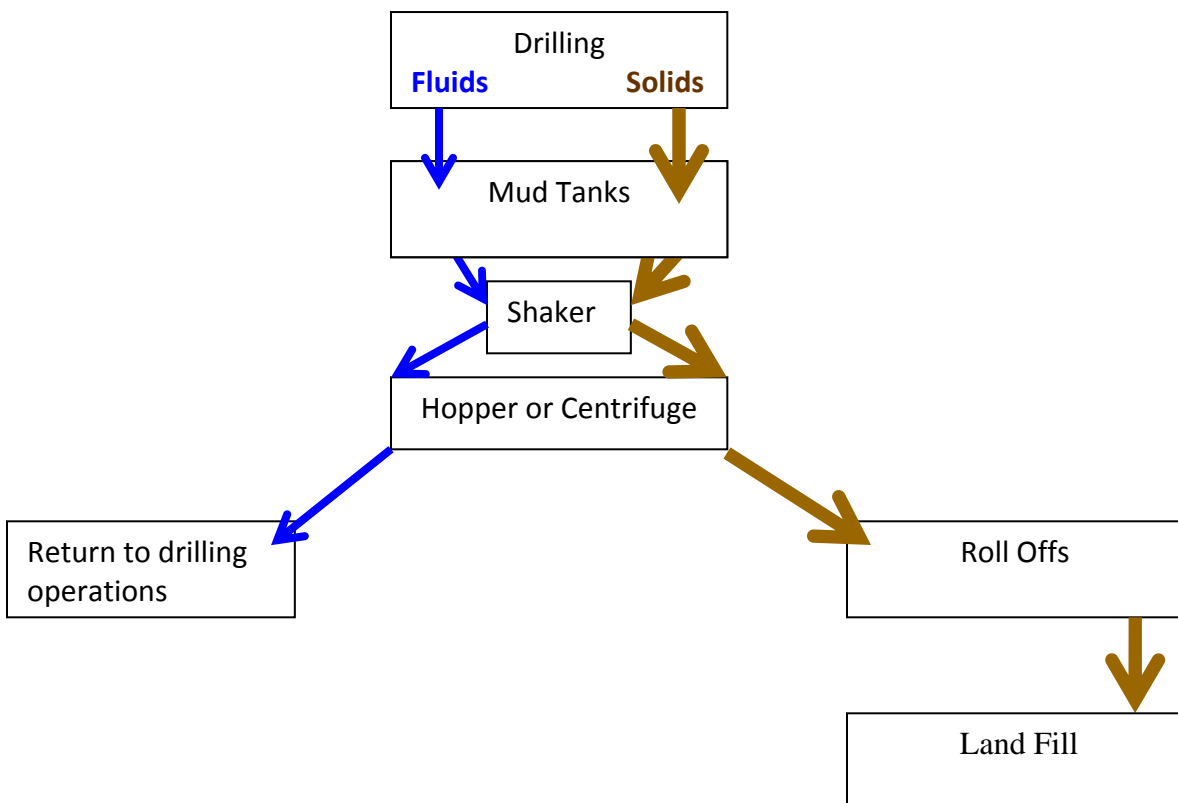 Drilling
Fluids Solids
Mud Tanks
Shaker
Hopper or Centrifuge
Return to drilling
operations
Roll Offs
Land Fill